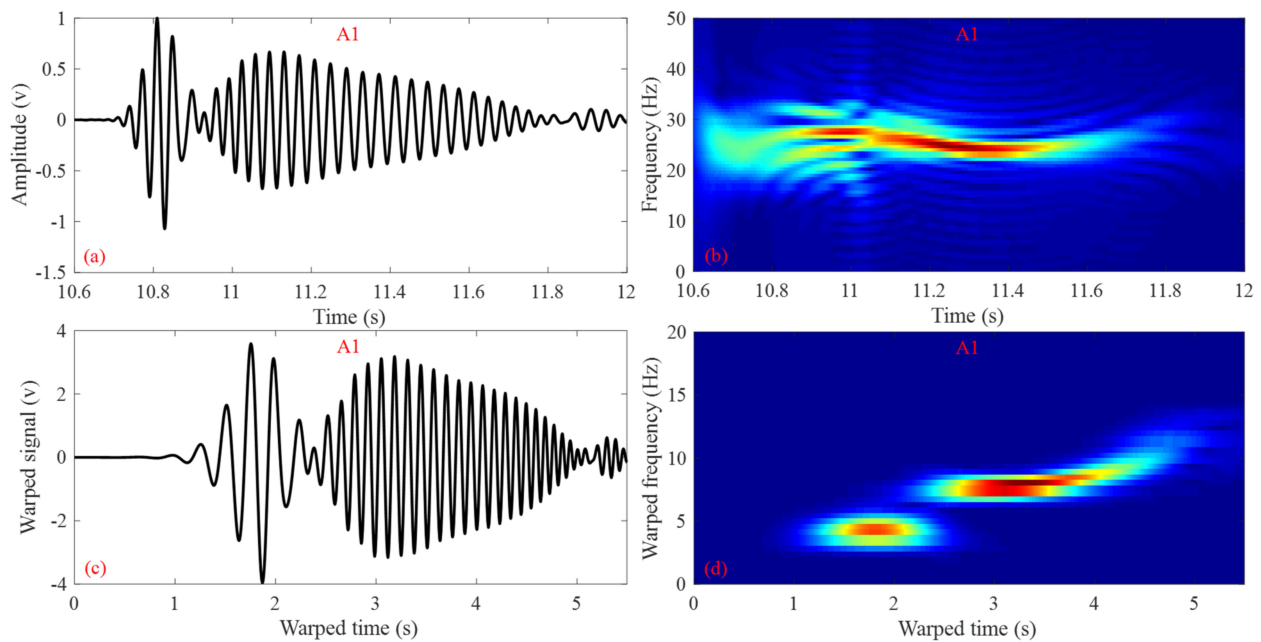 A1
Amplitude (v)
1
0.5
0
-0.5
-1
-1.5
(a)
10.6 10.8 11 11.2 11.4 11.6 11.8 12
Time (s)
A1
Frequency (Hz)
50
40
30
20
10
0
(b)
10.6 10.8 11 11.2 11.4 11.6 11.8 12
Time (s)
A1
Warped signal (v)
4
2
0
-2
-4
(c)
0 1 2 3 4 5
Warped time (s)
A1
Warped frequency (Hz)
20
15
10
5
0
(d)
0 1 2 3 4 5
Warped time (s)